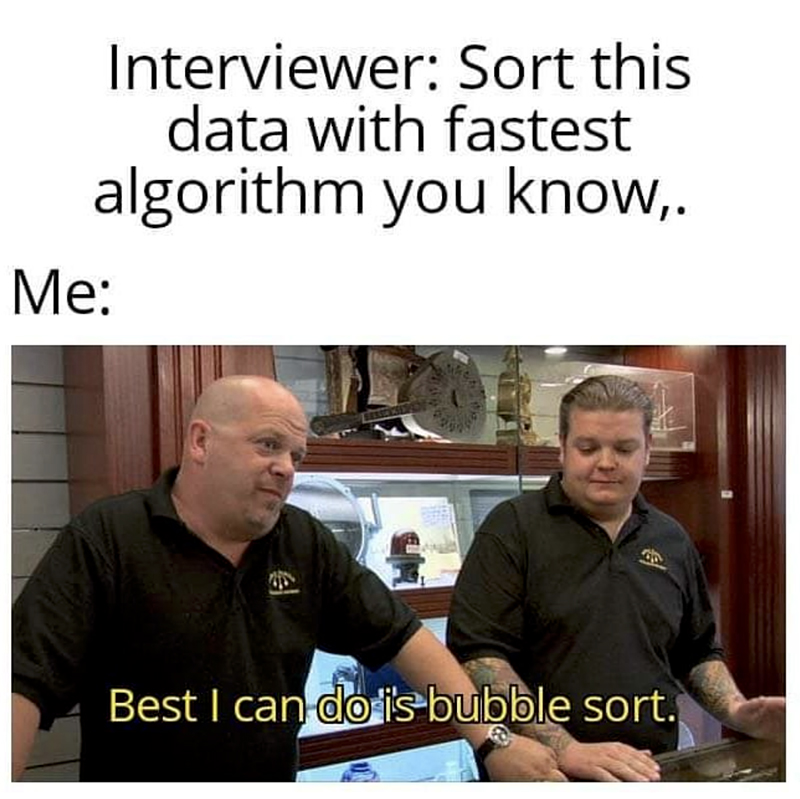 Interviewer: Sort this
data with fastest
algorithm you know,.
Me:
Best I can do is bubble sort.